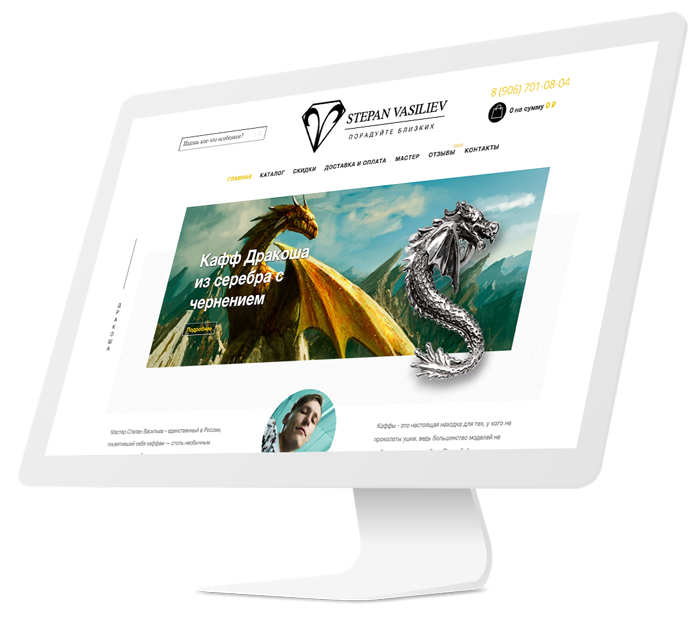 8 (906) 701-08-04
STEPAN VASILIEV
ПОРАДУЙТЕ БЛИЗКИХ
0 на сумму 0 ₽
Ищешь кое-что особенное?
ГЛАВНАЯ КАТАЛОГ СКИДКИ ДОСТАВКА И ОПЛАТА МАСТЕР ОТЗЫВЫ КОНТАКТЫ
Кафф Дракоша
из серебра с
чернением
Подробнее
ДРАКОША
Мастер Степан Васильев – единственный в России,
посвятивший себя каффам — столь необычным
Каффы - это настоящая находка для тех, у кого не
проколоты ушки, ведь большинство моделей не